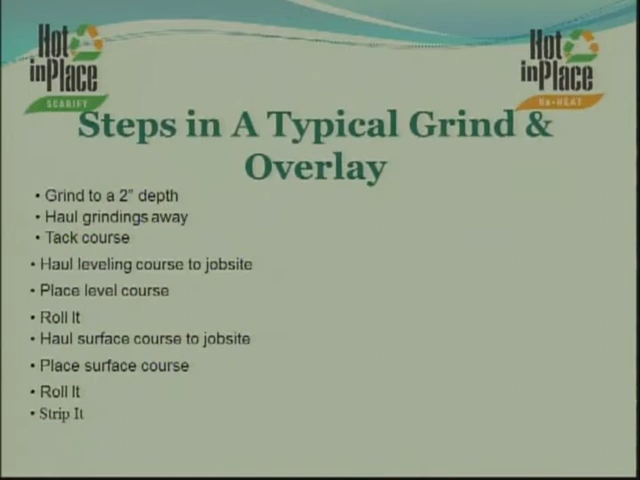 Hot
inPlace
SCARIFY
Hot
inPlace
Re-HEAT
Steps in A Typical Grind &
Overlay
• Grind to a 2" depth
• Haul grindings away
• Tack course
• Haul leveling course to jobsite
• Place level course
• Roll It
• Haul surface course to jobsite
• Place surface course
• Roll It
• Strip It